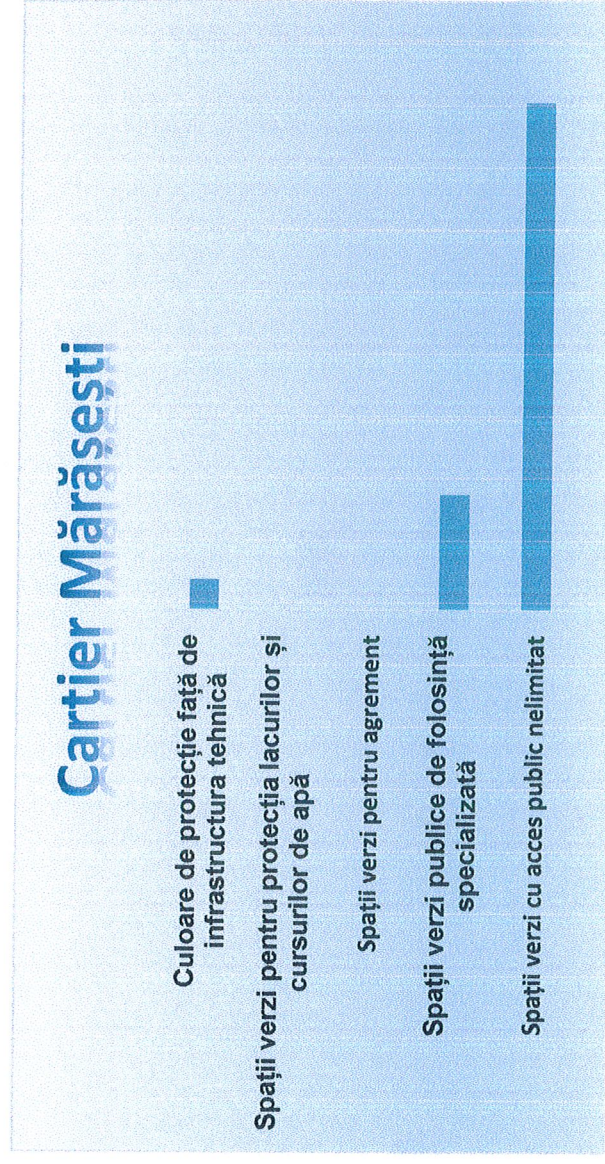 Cartier Mărăsești
Culoare de protecție față de
infrastructura tehnică
Spații verzi pentru protecția lacurilor și
cursurilor de apă
Spații verzi pentru agrement
Spații verzi publice de folosință
specializată
Spații verzi cu acces public nelimitat